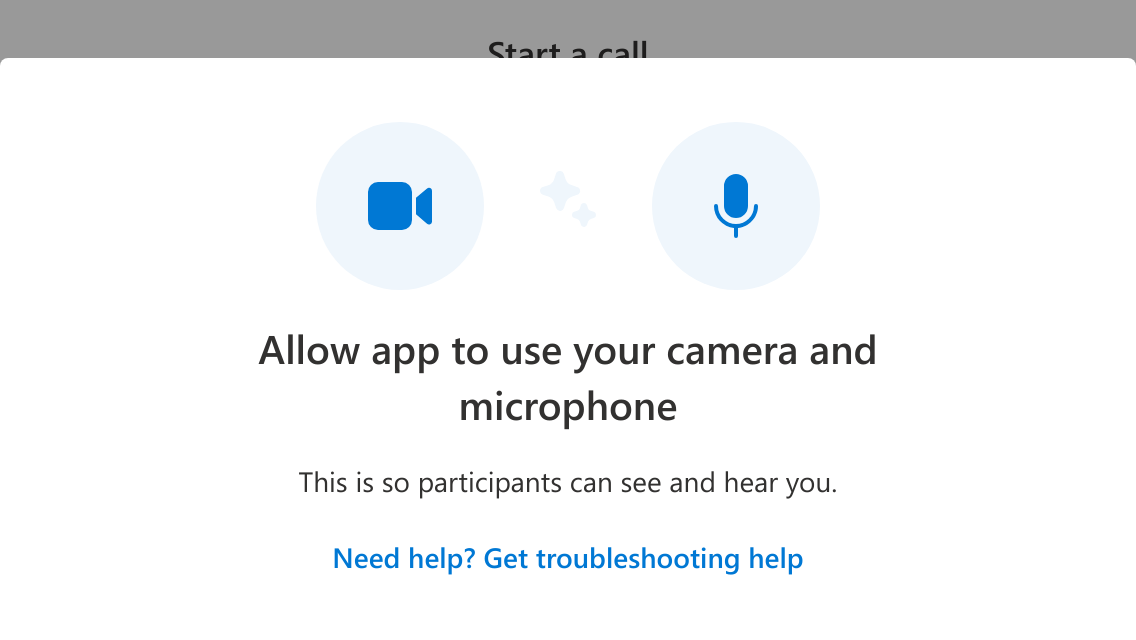 Start a call
Allow app to use your camera and
microphone
This is so participants can see and hear you.
Need help? Get troubleshooting help